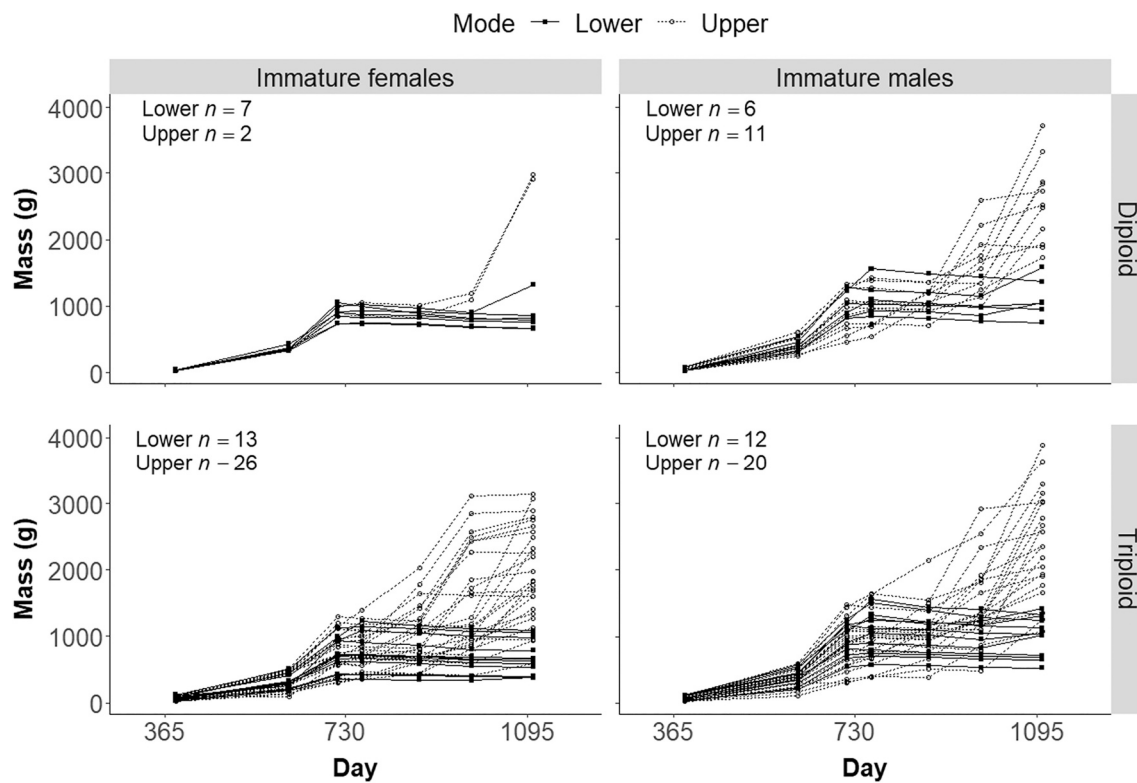 Mode Lower Upper
Immature females Immature males
Lower n = 7
Upper n = 2
Lower n = 6
Upper n = 11
4000
3000
2000
1000
0
Mass (g)
Diploid
Lower n = 13
Upper n − 26
Lower n = 12
Upper n − 20
4000
3000
2000
1000
0
Mass (g)
Triploid
365 730 1095 365 730 1095
Day Day